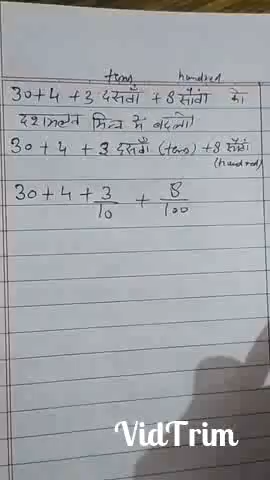 tens hundred
30+4 +3 दसवाँ +8 सौवां को
दशमलव भिन्न में बदलो
30 + 4 + 3 दसवाँ (tens) +8 सौवां
(hundred)
30 + 4 + 3/10 + 8/100
VidTrim